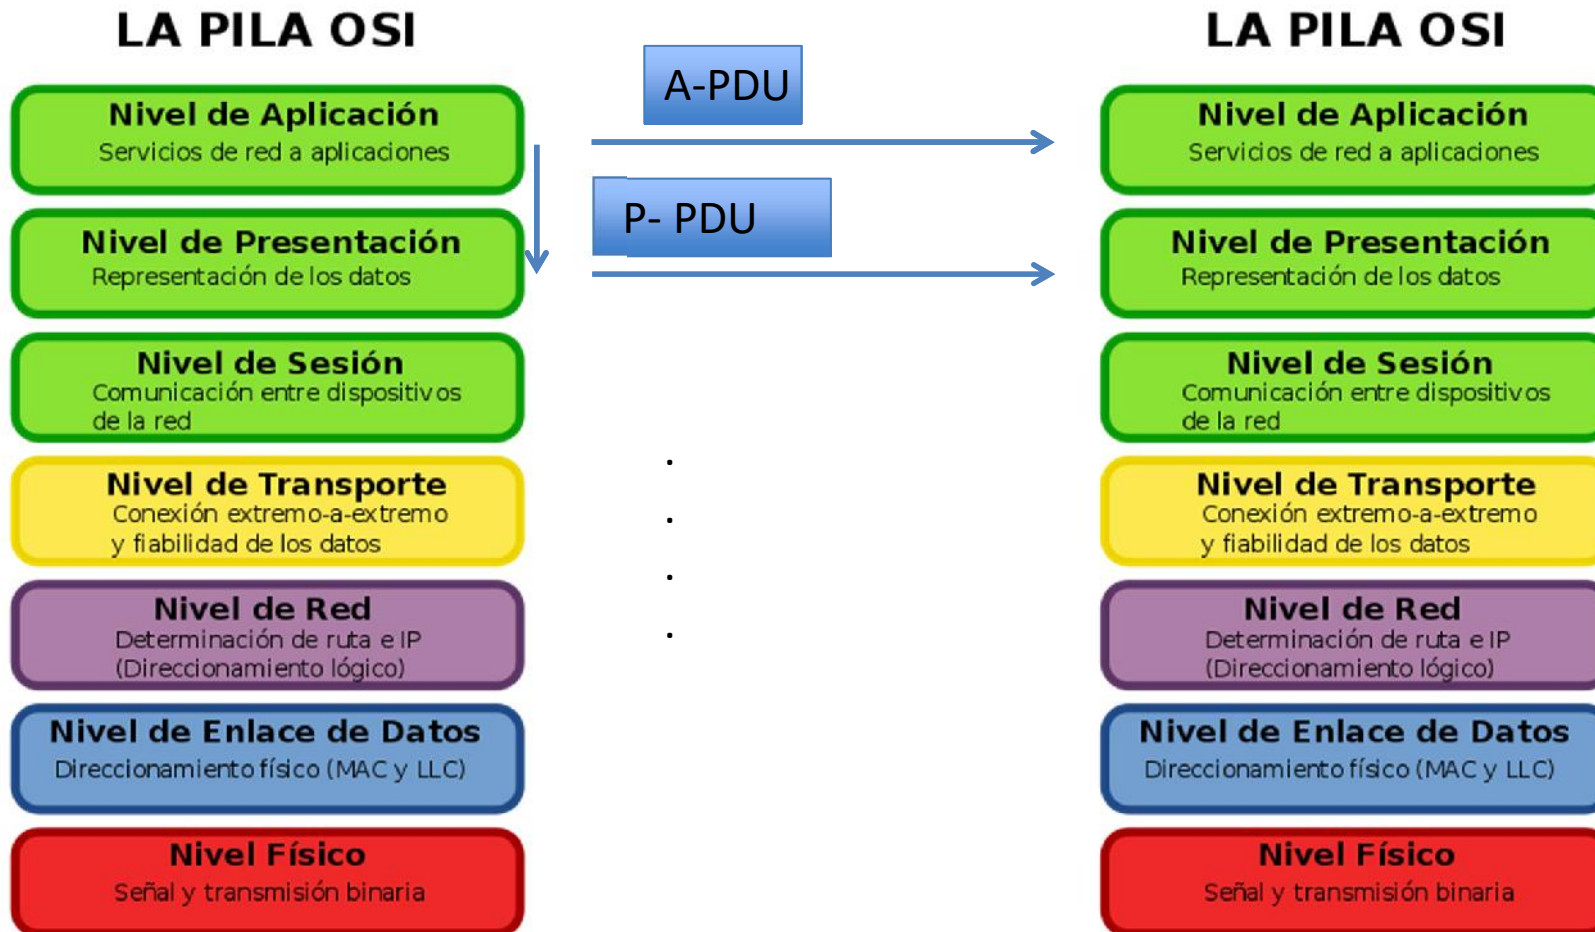 LA PILA OSI
Nivel de Aplicación
Servicios de red a aplicaciones
Nivel de Presentación
Representación de los datos
Nivel de Sesión
Comunicación entre dispositivos
de la red
Nivel de Transporte
Conexión extremo-a-extremo
y fiabilidad de los datos
Nivel de Red
Determinación de ruta e IP
(Direccionamiento lógico)
Nivel de Enlace de Datos
Direccionamiento físico (MAC y LLC)
Nivel Físico
Señal y transmisión binaria
A-PDU
P- PDU
.
.
.
.
LA PILA OSI
Nivel de Aplicación
Servicios de red a aplicaciones
Nivel de Presentación
Representación de los datos
Nivel de Sesión
Comunicación entre dispositivos
de la red
Nivel de Transporte
Conexión extremo-a-extremo
y fiabilidad de los datos
Nivel de Red
Determinación de ruta e IP
(Direccionamiento lógico)
Nivel de Enlace de Datos
Direccionamiento físico (MAC y LLC)
Nivel Físico
Señal y transmisión binaria